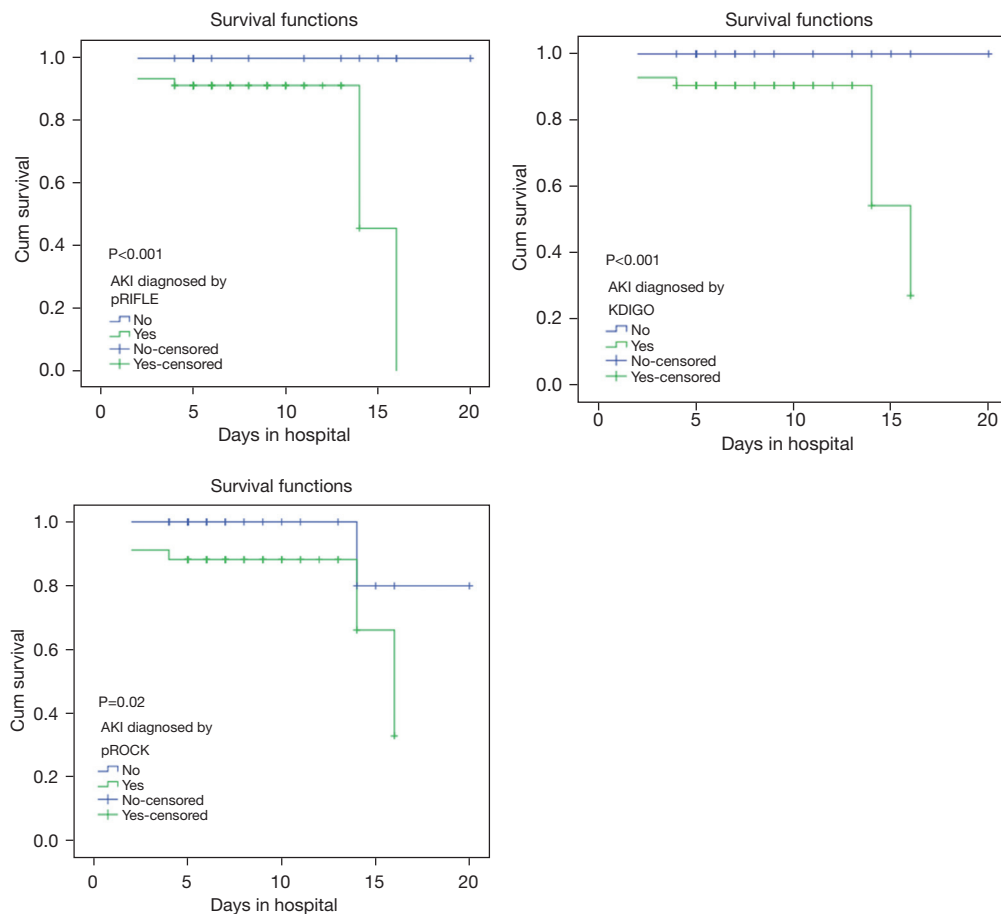 Survival functions
1.0
0.8
0.6
0.4
0.2
0.0
Cum survival
P<0.001
AKI diagnosed by
pRIFLE
No
Yes
No-censored
Yes-censored
0 5 10 15 20
Days in hospital
Survival functions
1.0
0.8
0.6
0.4
0.2
0.0
Cum survival
P<0.001
AKI diagnosed by
KDIGO
No
Yes
No-censored
Yes-censored
0 5 10 15 20
Days in hospital
Survival functions
1.0
0.8
0.6
0.4
0.2
0.0
Cum survival
P=0.02
AKI diagnosed by
pROCK
No
Yes
No-censored
Yes-censored
0 5 10 15 20
Days in hospital